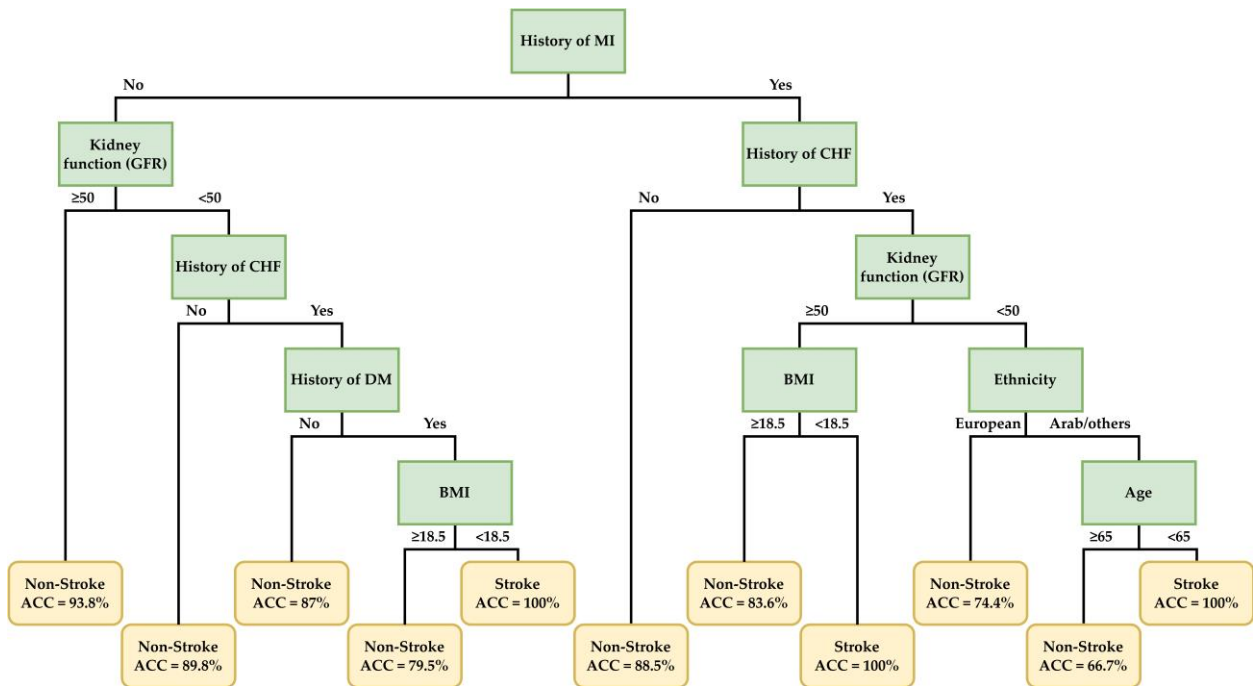 History of MI
No
Yes
Kidney
function (GFR)
History of CHF
≥50
<50
No
Yes
History of CHF
Kidney
function (GFR)
No
Yes
≥50
<50
History of DM
BMI
Ethnicity
No
Yes
≥18.5
<18.5
European
Arab/others
BMI
Age
≥18.5
<18.5
≥65
<65
Non-Stroke
ACC = 93.8%
Non-Stroke
ACC = 87%
Stroke
ACC = 100%
Non-Stroke
ACC = 83.6%
Non-Stroke
ACC = 74.4%
Stroke
ACC = 100%
Non-Stroke
ACC = 89.8%
Non-Stroke
ACC = 79.5%
Non-Stroke
ACC = 88.5%
Stroke
ACC = 100%
Non-Stroke
ACC = 66.7%